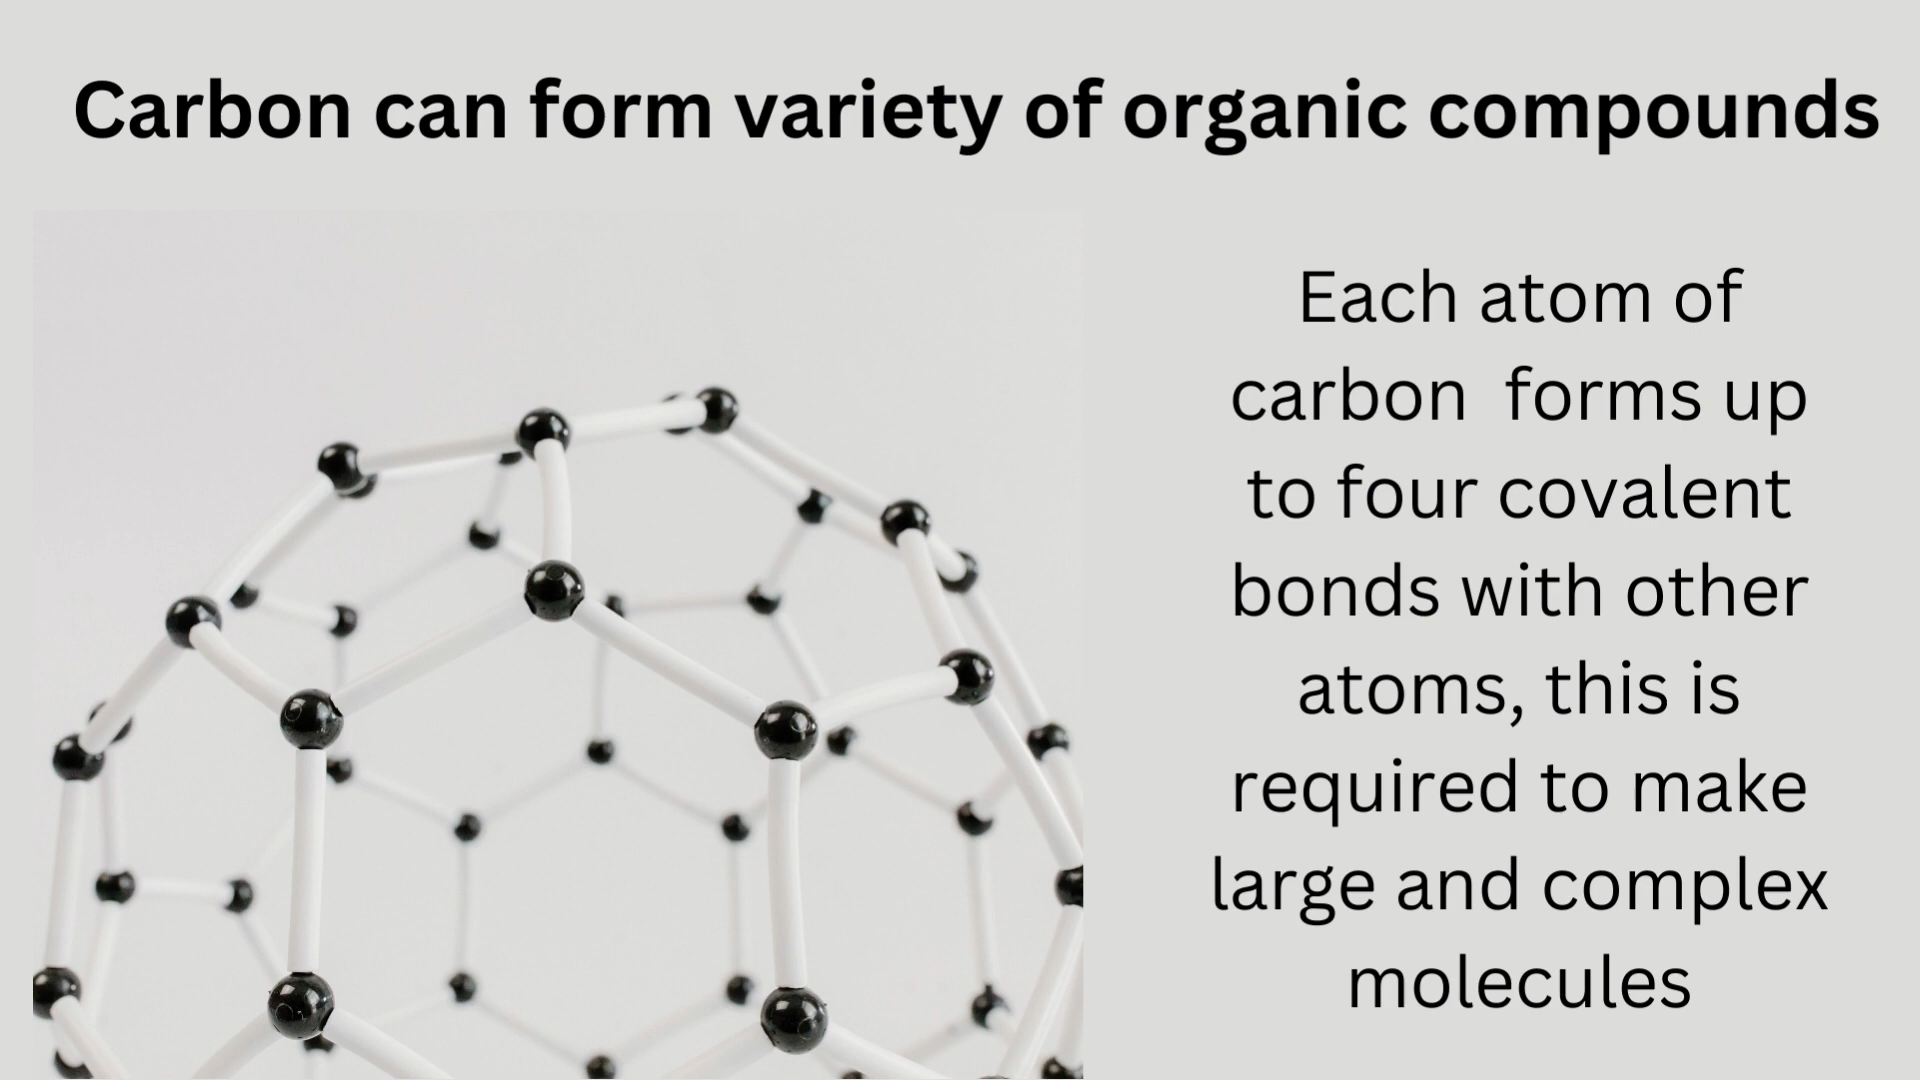 Carbon can form variety of organic compounds
Each atom of
carbon  forms up
to four covalent
bonds with other
atoms, this is
required to make
large and complex
molecules